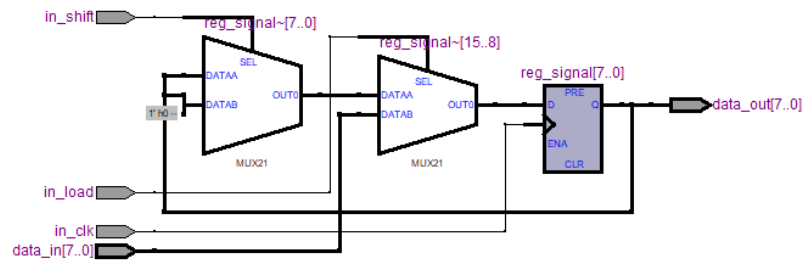 in_shift
reg_signal~[7..0]
reg_signal~[15..8]
SEL
DATAA
DATAB
OUT0
1' h0 --
MUX21
SEL
DATAA
DATAB
OUT0
MUX21
reg_signal[7..0]
PRE
D
Q
ENA
CLR
data_out[7..0]
in_load
in_clk
data_in[7..0]